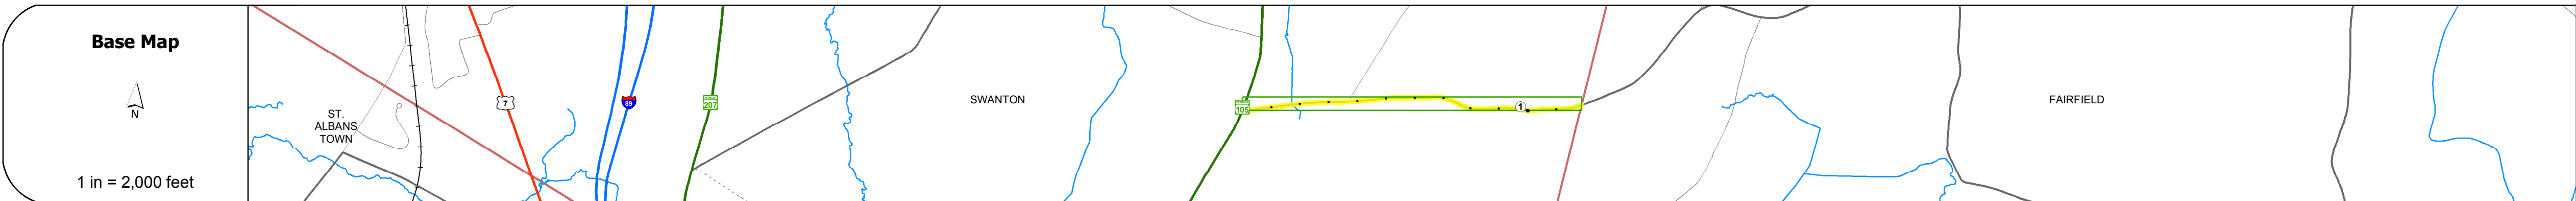 Base Map
N
1 in = 2,000 feet
ST.
ALBANS
TOWN
7
89
207
SWANTON
105
1
FAIRFIELD